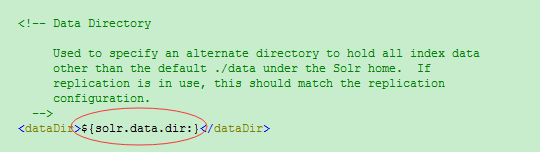 <!-- Data Directory
Used to specify an alternate directory to hold all index data
other than the default ./data under the Solr home.  If
replication is in use, this should match the replication
configuration.
-->
<dataDir>${solr.data.dir:}</dataDir>